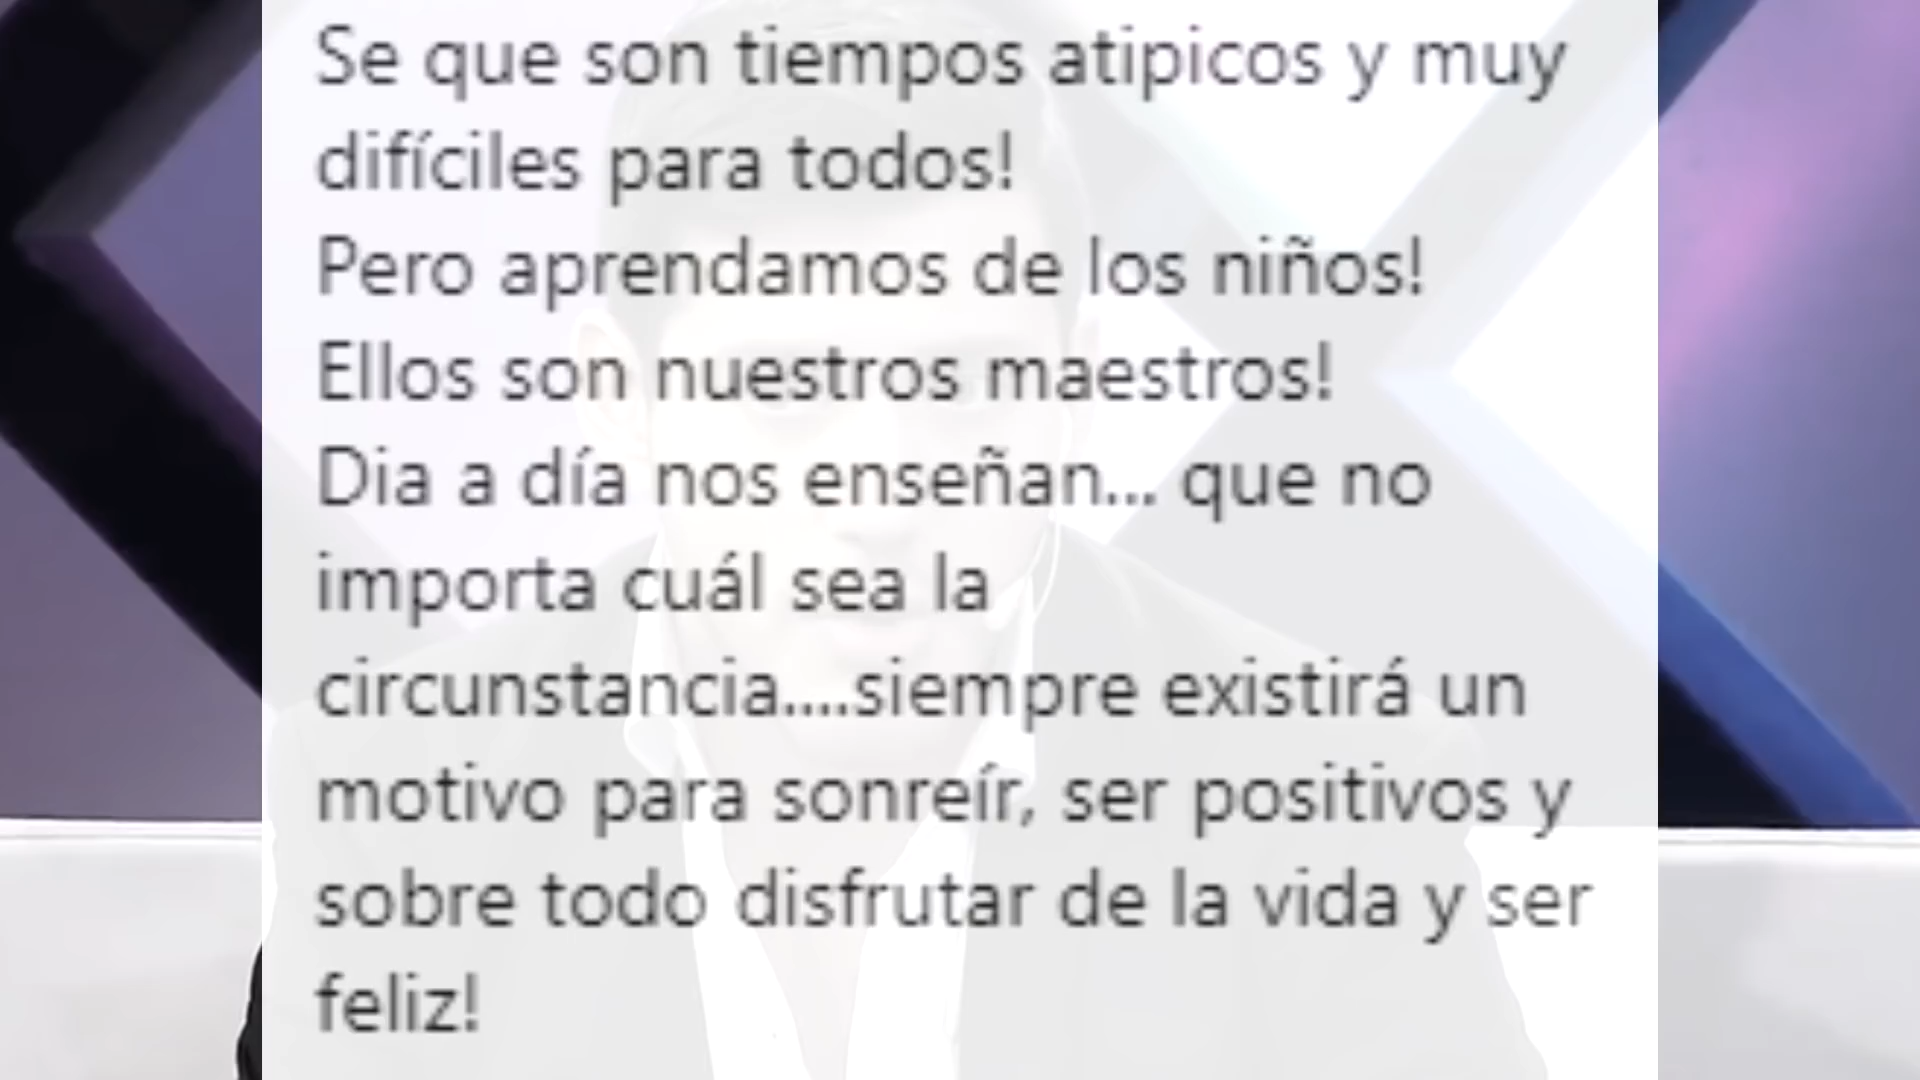 Se que son tiempos atipicos y muy
difíciles para todos!
Pero aprendamos de los niños!
Ellos son nuestros maestros!
Dia a día nos enseñan... que no
importa cuál sea la
circunstancia....siempre existirá un
motivo para sonreír, ser positivos y
sobre todo disfrutar de la vida y ser
feliz!